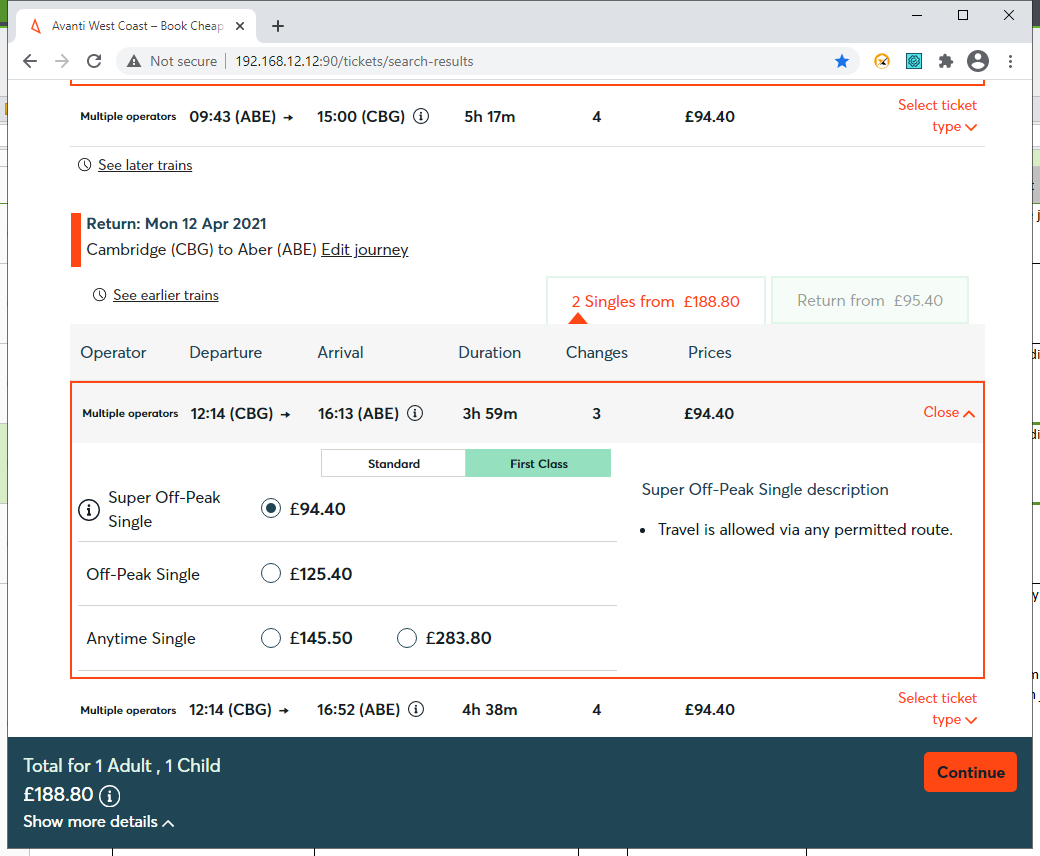 Avanti West Coast – Book Cheap
Not secure 192.168.12.12:90/tickets/search-results
Multiple operators 09:43 (ABE) → 15:00 (CBG) 5h 17m 4 £94.40 Select ticket type
See later trains
Return: Mon 12 Apr 2021
Cambridge (CBG) to Aber (ABE) Edit journey
See earlier trains
2 Singles from £188.80 Return from £95.40
Operator Departure Arrival Duration Changes Prices
Multiple operators 12:14 (CBG) → 16:13 (ABE) 3h 59m 3 £94.40 Close
Standard First Class
Super Off-Peak Single £94.40
Off-Peak Single £125.40
Anytime Single £145.50 £283.80
Super Off-Peak Single description
• Travel is allowed via any permitted route.
Multiple operators 12:14 (CBG) → 16:52 (ABE) 4h 38m 4 £94.40 Select ticket type
Total for 1 Adult , 1 Child
£188.80
Show more details
Continue